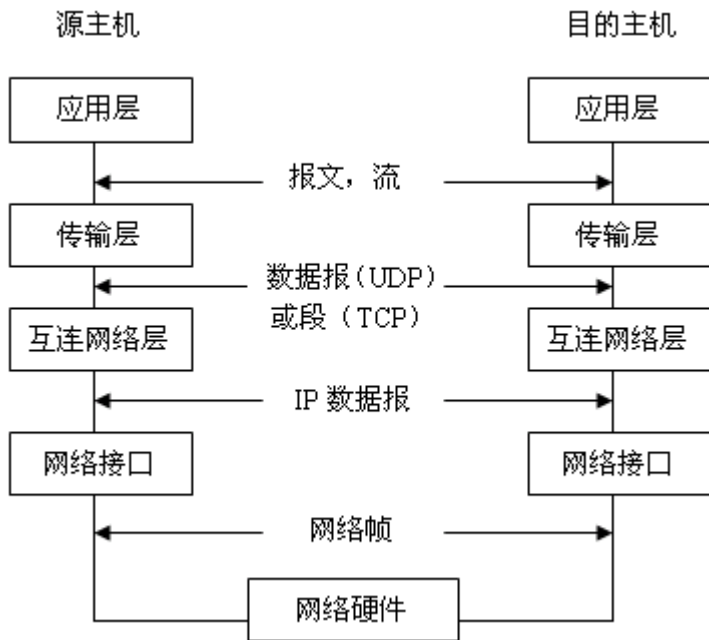 源主机 目的主机
应用层 应用层
报文，流
传输层 传输层
数据报(UDP)
或段（TCP）
互连网络层 互连网络层
IP 数据报
网络接口 网络接口
网络帧
网络硬件